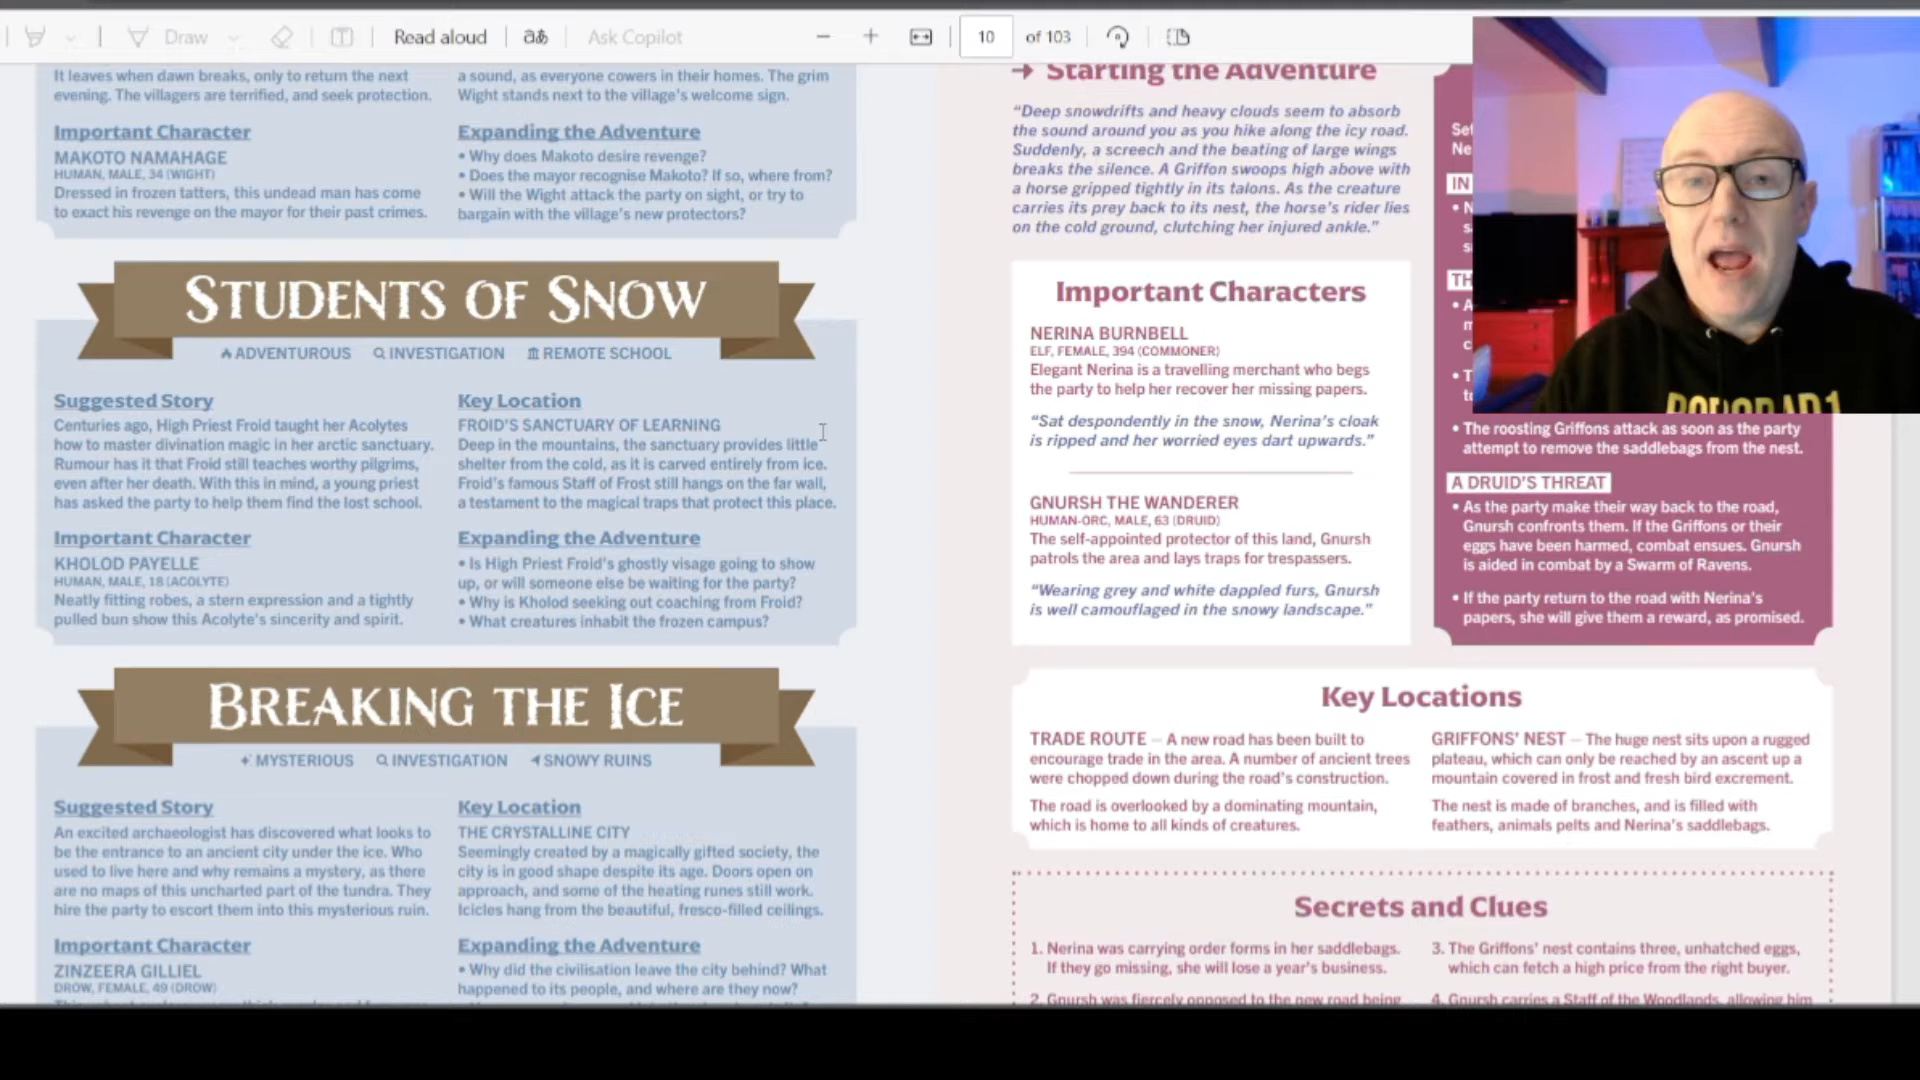 Draw
Read aloud
aあ
Ask Copilot
10 of 103
It leaves when dawn breaks, only to return the next
evening. The villagers are terrified, and seek protection.
Important Character
MAKOTO NAMAHAGE
HUMAN, MALE, 34 (WIGHT)
Dressed in frozen tatters, this undead man has come
to exact his revenge on the mayor for their past crimes.
a sound, as everyone cowers in their homes. The grim
Wight stands next to the village's welcome sign.
Expanding the Adventure
• Why does Makoto desire revenge?
• Does the mayor recognise Makoto? If so, where from?
• Will the Wight attack the party on sight, or try to
bargain with the village's new protectors?
STUDENTS OF SNOW
ADVENTUROUS INVESTIGATION REMOTE SCHOOL
Suggested Story
Centuries ago, High Priest Froid taught her Acolytes
how to master divination magic in her arctic sanctuary.
Rumour has it that Froid still teaches worthy pilgrims,
even after her death. With this in mind, a young priest
has asked the party to help them find the lost school.
Important Character
KHOLOD PAYELLE
HUMAN, MALE, 18 (ACOLYTE)
Neatly fitting robes, a stern expression and a tightly
pulled bun show this Acolyte's sincerity and spirit.
Key Location
FROID'S SANCTUARY OF LEARNING
Deep in the mountains, the sanctuary provides little
shelter from the cold, as it is carved entirely from ice.
Froid's famous Staff of Frost still hangs on the far wall,
a testament to the magical traps that protect this place.
Expanding the Adventure
• Is High Priest Froid's ghostly visage going to show
up, or will someone else be waiting for the party?
• Why is Kholod seeking out coaching from Froid?
• What creatures inhabit the frozen campus?
BREAKING THE ICE
MYSTERIOUS INVESTIGATION SNOWY RUINS
Suggested Story
An excited archaeologist has discovered what looks to
be the entrance to an ancient city under the ice. Who
used to live here and why remains a mystery, as there
are no maps of this uncharted part of the tundra. They
hire the party to escort them into this mysterious ruin.
Important Character
ZINZEERA GILLIEL
DROW, FEMALE, 49 (DROW)
Key Location
THE CRYSTALLINE CITY
Seemingly created by a magically gifted society, the
city is in good shape despite its age. Doors open on
approach, and some of the heating runes still work.
Icicles hang from the beautiful, fresco-filled ceilings.
Expanding the Adventure
• Why did the civilisation leave the city behind? What
happened to its people, and where are they now?
→ Starting the Adventure
“Deep snowdrifts and heavy clouds seem to absorb
the sound around you as you hike along the icy road.
Suddenly, a screech and the beating of large wings
breaks the silence. A Griffon swoops high above with
a horse gripped tightly in its talons. As the creature
carries its prey back to its nest, the horse's rider lies
on the cold ground, clutching her injured ankle.”
Important Characters
NERINA BURNBELL
ELF, FEMALE, 394 (COMMONER)
Elegant Nerina is a travelling merchant who begs
the party to help her recover her missing papers.
“Sat despondently in the snow, Nerina's cloak
is ripped and her worried eyes dart upwards.”
GNURSH THE WANDERER
HUMAN-ORC, MALE, 63 (DRUID)
The self-appointed protector of this land, Gnursh
patrols the area and lays traps for trespassers.
“Wearing grey and white dappled furs, Gnursh
is well camouflaged in the snowy landscape.”
• The roosting Griffons attack as soon as the party
attempt to remove the saddlebags from the nest.
A DRUID'S THREAT
• As the party make their way back to the road,
Gnursh confronts them. If the Griffons or their
eggs have been harmed, combat ensues. Gnursh
is aided in combat by a Swarm of Ravens.
• If the party return to the road with Nerina's
papers, she will give them a reward, as promised.
Key Locations
TRADE ROUTE – A new road has been built to
encourage trade in the area. A number of ancient trees
were chopped down during the road's construction.
The road is overlooked by a dominating mountain,
which is home to all kinds of creatures.
GRIFFONS' NEST – The huge nest sits upon a rugged
plateau, which can only be reached by an ascent up a
mountain covered in frost and fresh bird excrement.
The nest is made of branches, and is filled with
feathers, animals pelts and Nerina's saddlebags.
Secrets and Clues
1. Nerina was carrying order forms in her saddlebags.
If they go missing, she will lose a year's business.
2. Gnursh was fiercely opposed to the new road being
3. The Griffons' nest contains three, unhatched eggs,
which can fetch a high price from the right buyer.
4. Gnursh carries a Staff of the Woodlands, allowing him